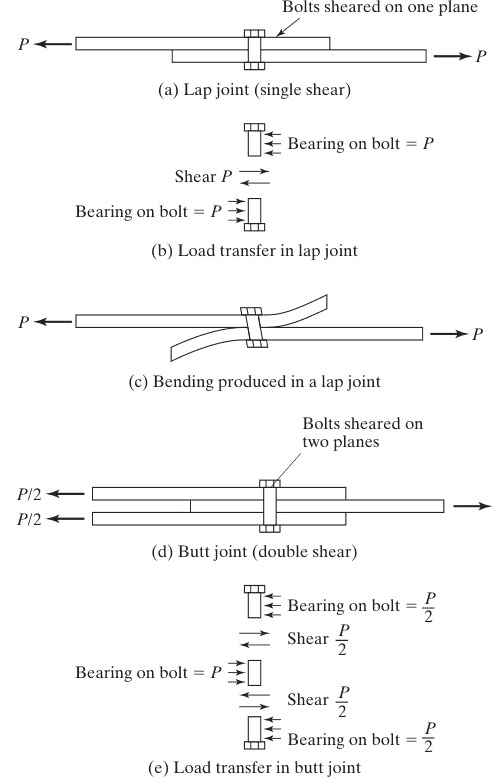 Bolts sheared on one plane
P
P
(a) Lap joint (single shear)
Bearing on bolt = P
Shear P
Bearing on bolt = P
(b) Load transfer in lap joint
P
P
(c) Bending produced in a lap joint
Bolts sheared on
two planes
P/2
P/2
(d) Butt joint (double shear)
Bearing on bolt = P/2
Shear P/2
Bearing on bolt = P
Shear P/2
Bearing on bolt = P/2
(e) Load transfer in butt joint